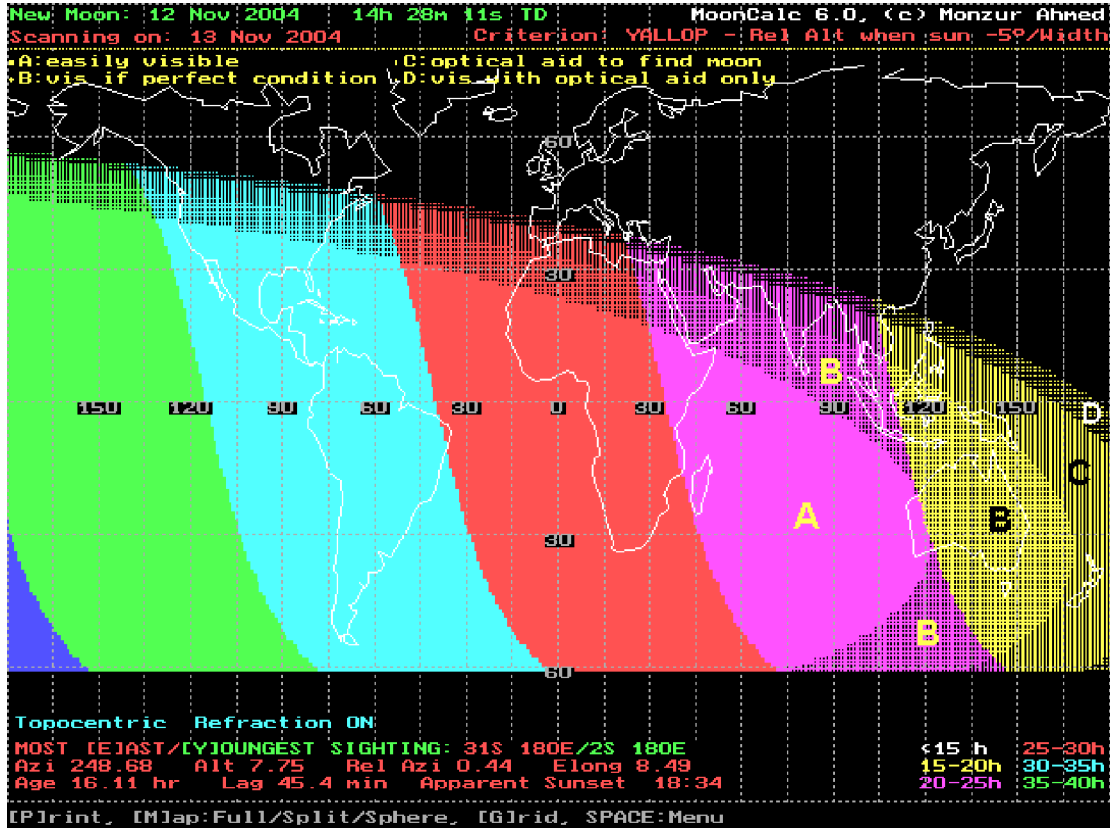 New Moon: 12 Nov 2004 14h 28m 11s TD MoonCalc 6.0, (c) Monzur Ahmed
Scanning on: 13 Nov 2004 Criterion: YALLOP - Rel Alt when sun -5º/Width
A:easily visible C:optical aid to find moon
B:vis if perfect condition D:vis with optical aid only
60
30
B
150 120 90 60 30 0 30 60 90 120 150 D
C
A B
30
B
60
Topocentric Refraction ON
MOST [E]AST/[Y]OUNGEST SIGHTING: 31S 180E/2S 180E <15 h 25-30h
Azi 248.68 Alt 7.75 Rel Azi 0.44 Elong 8.49 15-20h 30-35h
Age 16.11 hr Lag 45.4 min Apparent Sunset 18:34 20-25h 35-40h
[P]rint, [M]ap:Full/Split/Sphere, [G]rid, SPACE:Menu